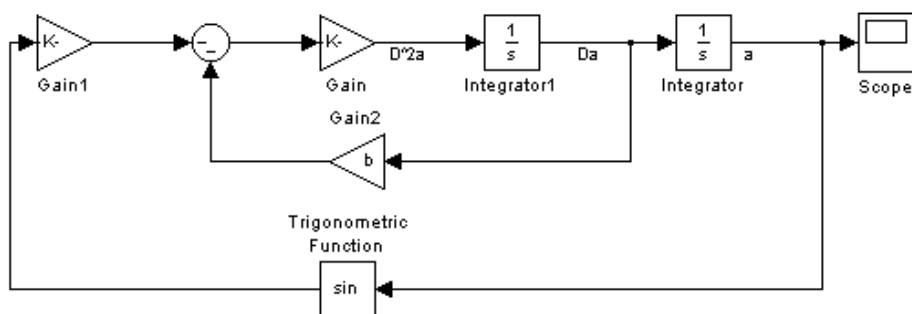 K-
Gain1
K-
Gain
D^2a
1
s
Integrator1
Da
1
s
Integrator
a
Scope
Gain2
b
Trigonometric
Function
sin